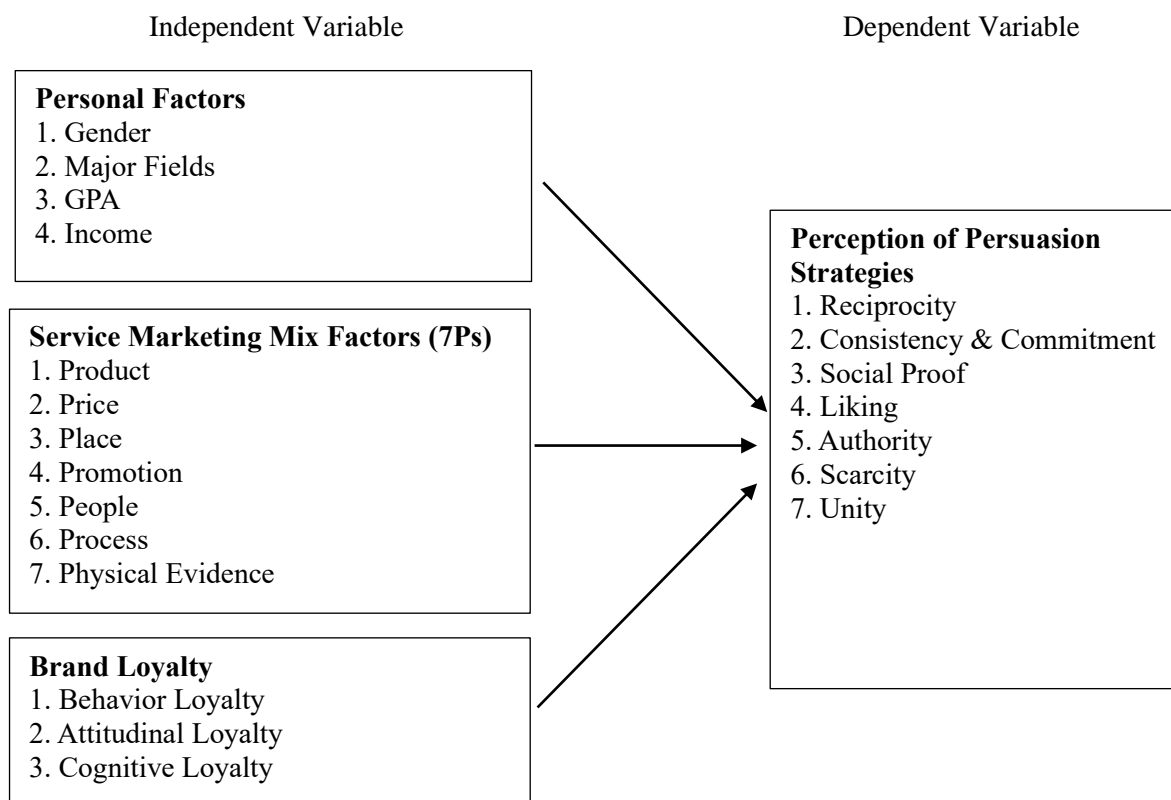 Independent Variable
Dependent Variable
Personal Factors
1. Gender
2. Major Fields
3. GPA
4. Income
Service Marketing Mix Factors (7Ps)
1. Product
2. Price
3. Place
4. Promotion
5. People
6. Process
7. Physical Evidence
Brand Loyalty
1. Behavior Loyalty
2. Attitudinal Loyalty
3. Cognitive Loyalty
Perception of Persuasion
Strategies
1. Reciprocity
2. Consistency & Commitment
3. Social Proof
4. Liking
5. Authority
6. Scarcity
7. Unity